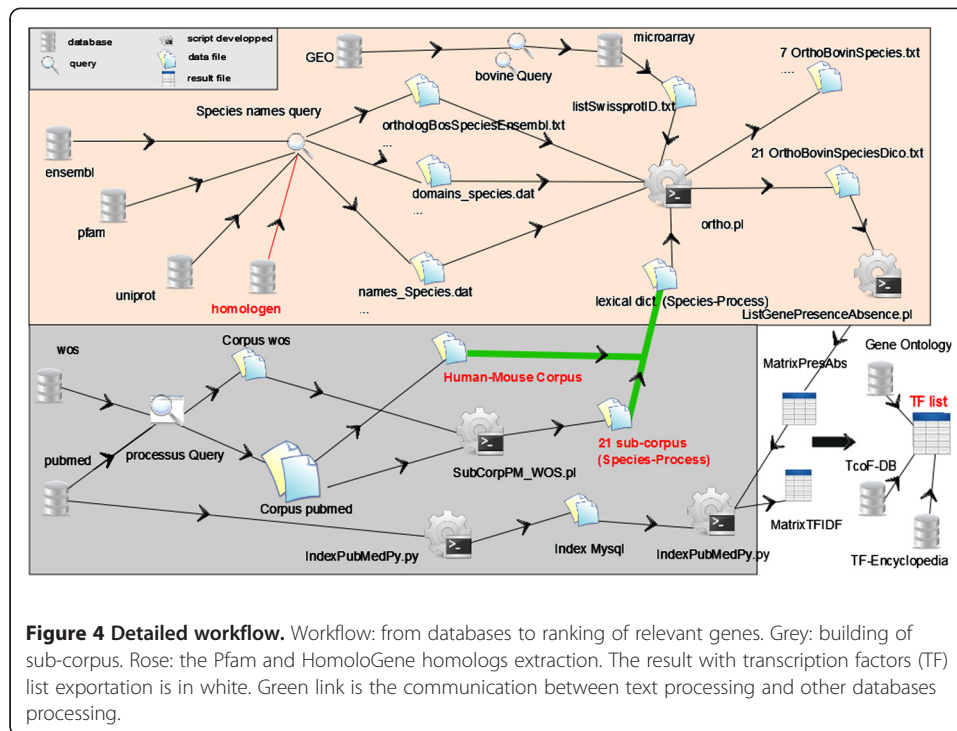 database
query
script developped
data file
result file
GEO
bovine Query
microarray
7 OrthoBovinSpecies.txt
....
Species names query
listSwissprotID.txt
orthologBosSpeciesEnsembl.txt
...
21 OrthoBovinSpeciesDico.txt
ensembl
domains_species.dat
...
ortho.pl
pfam
uniprot
homologen
names_Species.dat
...
lexical dict (Species-Process)
ListGenePresenceAbsence.pl
wos
Corpus wos
Human-Mouse Corpus
MatrixPresAbs
Gene Ontology
TF list
pubmed
processus Query
Corpus pubmed
SubCorpPM_WOS.pl
21 sub-corpus
(Species-Process)
TcoF-DB
MatrixTFIDF
IndexPubMedPy.py
Index Mysql
IndexPubMedPy.py
TF-Encyclopedia
Figure 4 Detailed workflow. Workflow: from databases to ranking of relevant genes. Grey: building of
sub-corpus. Rose: the Pfam and HomoloGene homologs extraction. The result with transcription factors (TF)
list exportation is in white. Green link is the communication between text processing and other databases
processing.